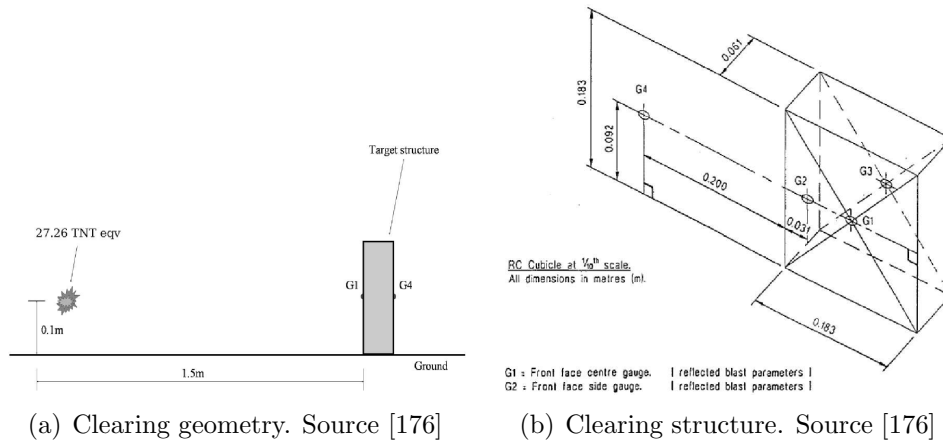 Target structure
27.26 TNT eqv
G1
G4
0.1m
Ground
1.5m
(a) Clearing geometry. Source [176]
0.061
0.183
G4
0.092
G3
G2
0.200
G1
0.031
RC Cubicle at 1/10th scale.
All dimensions in metres (m).
0.183
G1 = Front face centre gauge. [ reflected blast parameters ]
G2 = Front face side gauge. [ reflected blast parameters ]
(b) Clearing structure. Source [176]